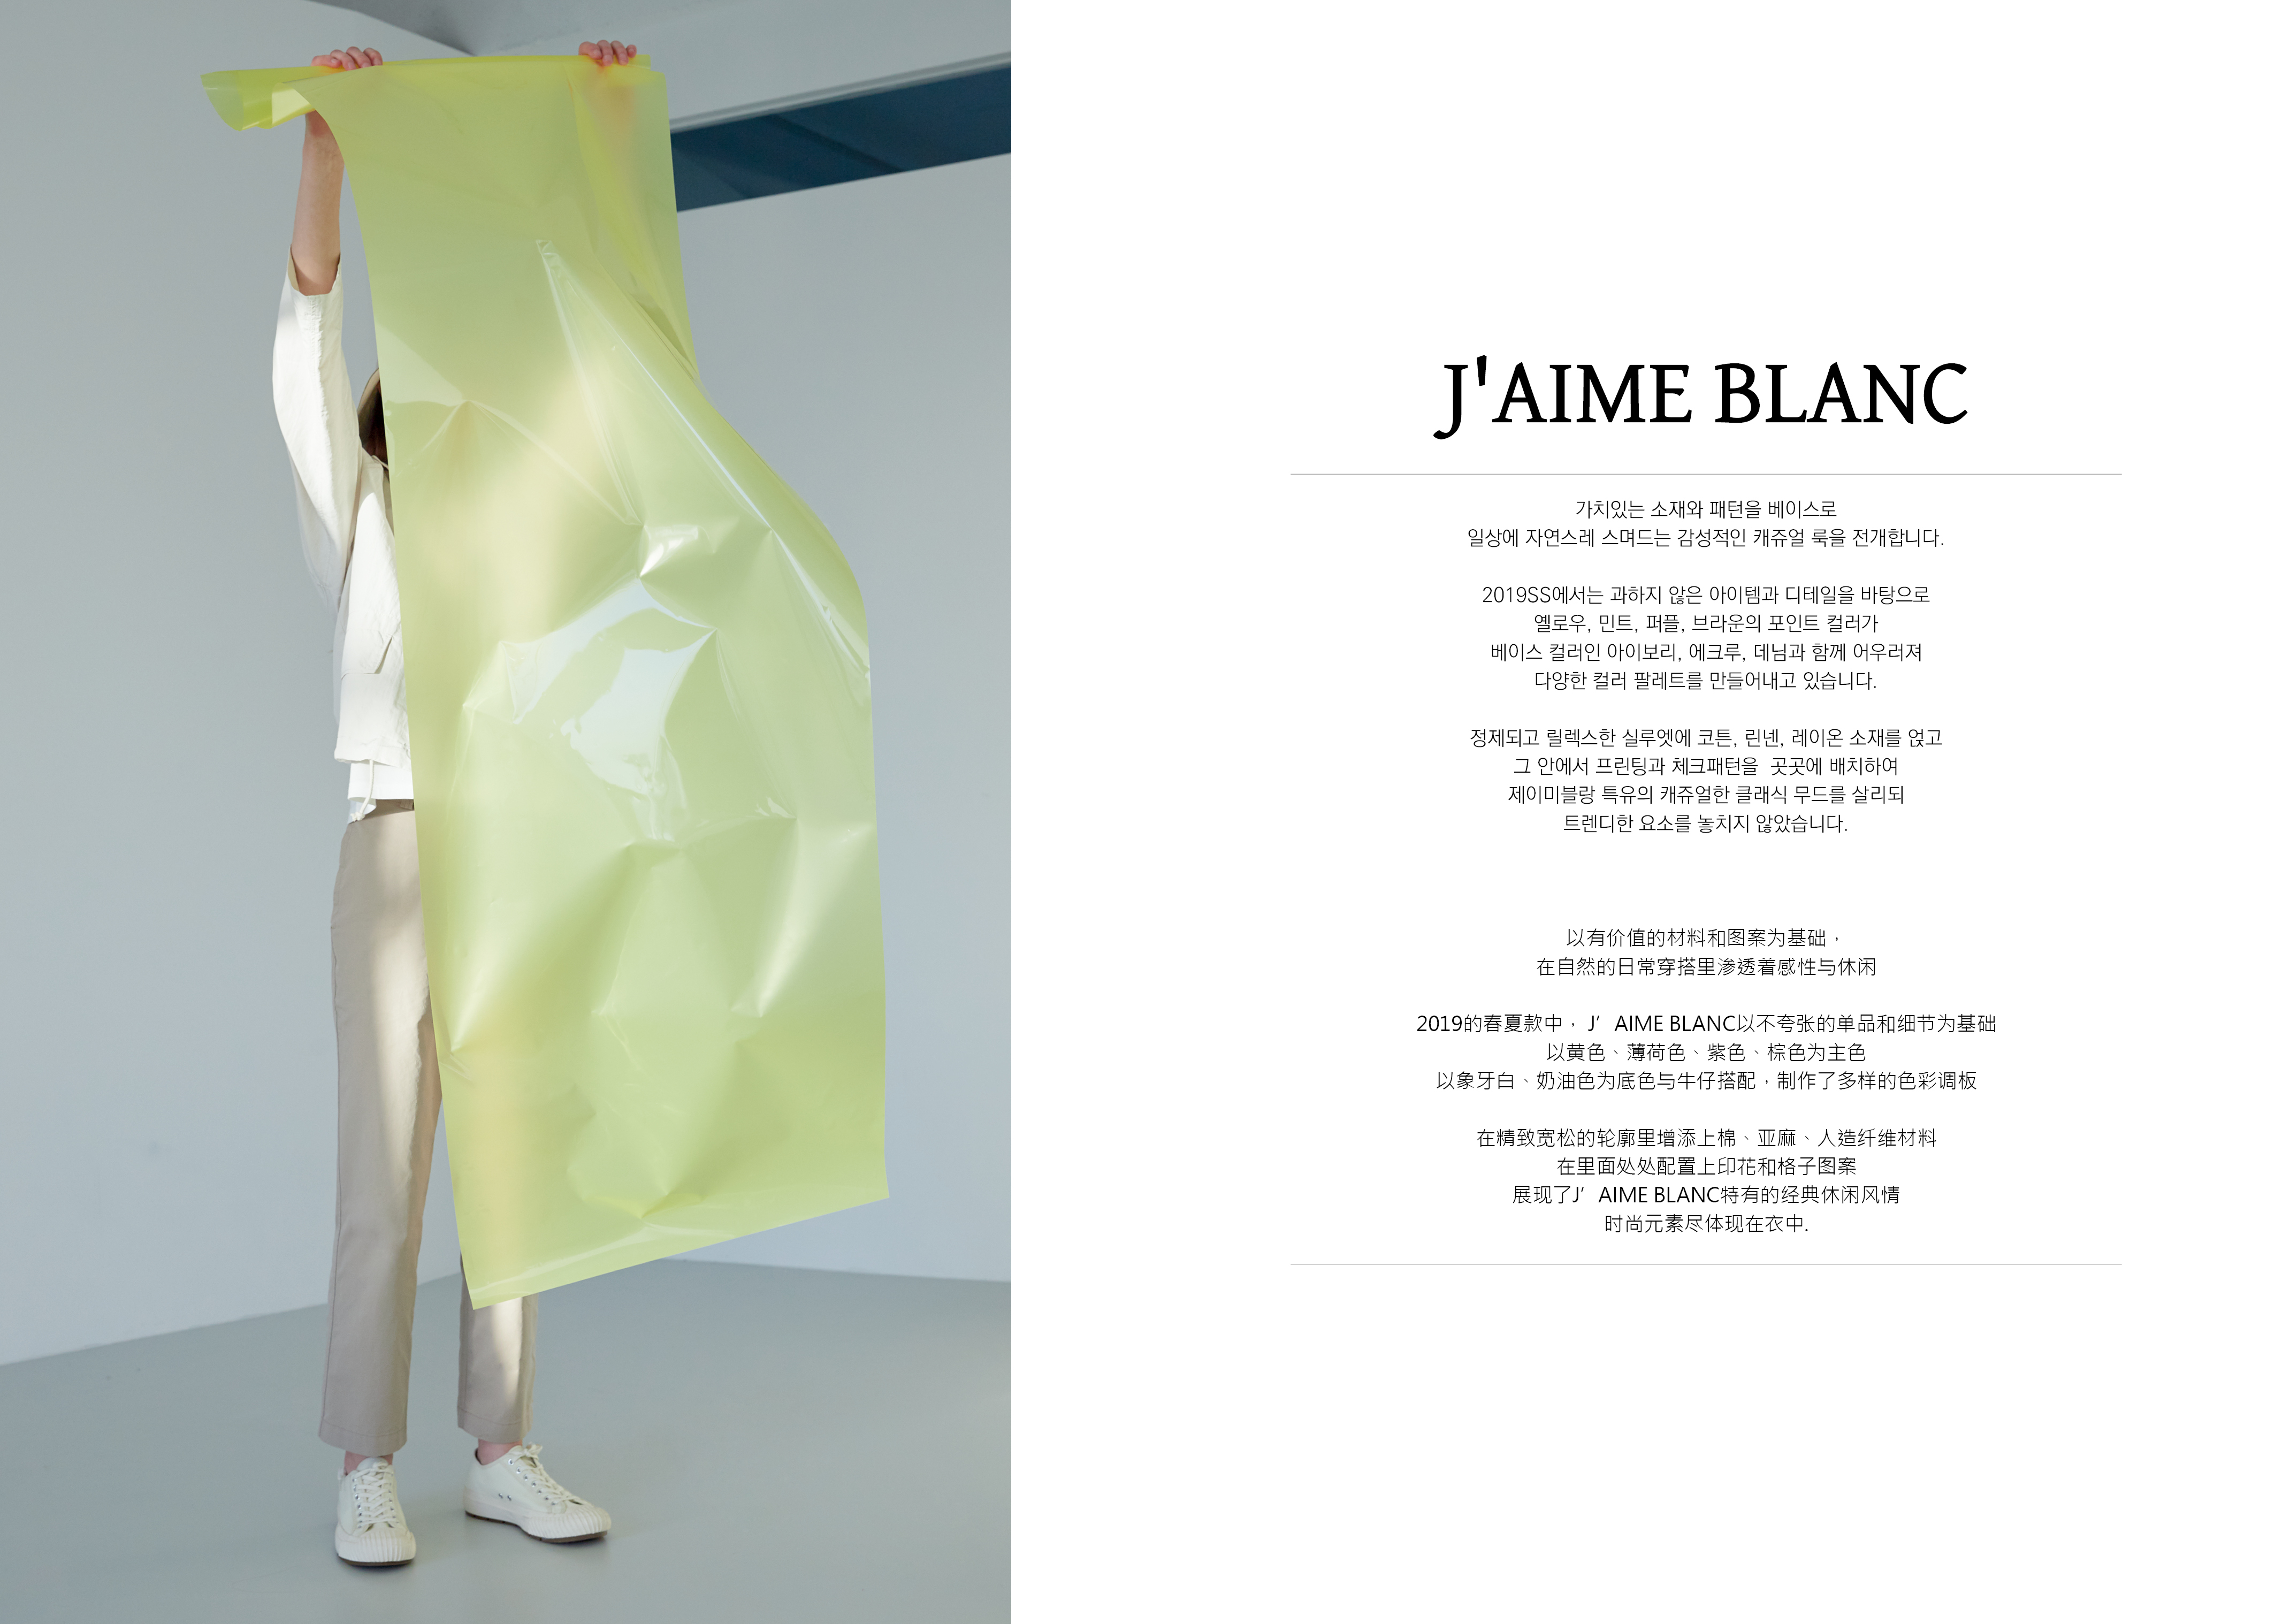 J'AIME BLANC
가치있는 소재와 패턴을 베이스로
일상에 자연스레 스며드는 감성적인 캐쥬얼 룩을 전개합니다.
2019SS에서는 과하지 않은 아이템과 디테일을 바탕으로
옐로우, 민트, 퍼플, 브라운의 포인트 컬러가
베이스 컬러인 아이보리, 에크루, 데님과 함께 어우러져
다양한 컬러 팔레트를 만들어내고 있습니다.
정제되고 릴렉스한 실루엣에 코튼, 린넨, 레이온 소재를 얹고
그 안에서 프린팅과 체크패턴을  곳곳에 배치하여
제이미블랑 특유의 캐쥬얼한 클래식 무드를 살리되
트렌디한 요소를 놓치지 않았습니다.
以有价值的材料和图案为基础，
在自然的日常穿搭里渗透着感性与休闲
2019的春夏款中，J’AIME BLANC以不夸张的单品和细节为基础
以黄色、薄荷色、紫色、棕色为主色
以象牙白、奶油色为底色与牛仔搭配，制作了多样的色彩调板
在精致宽松的轮廓里增添上棉、亚麻、人造纤维材料
在里面处处配置上印花和格子图案
展现了J’AIME BLANC特有的经典休闲风情
时尚元素尽体现在衣中.